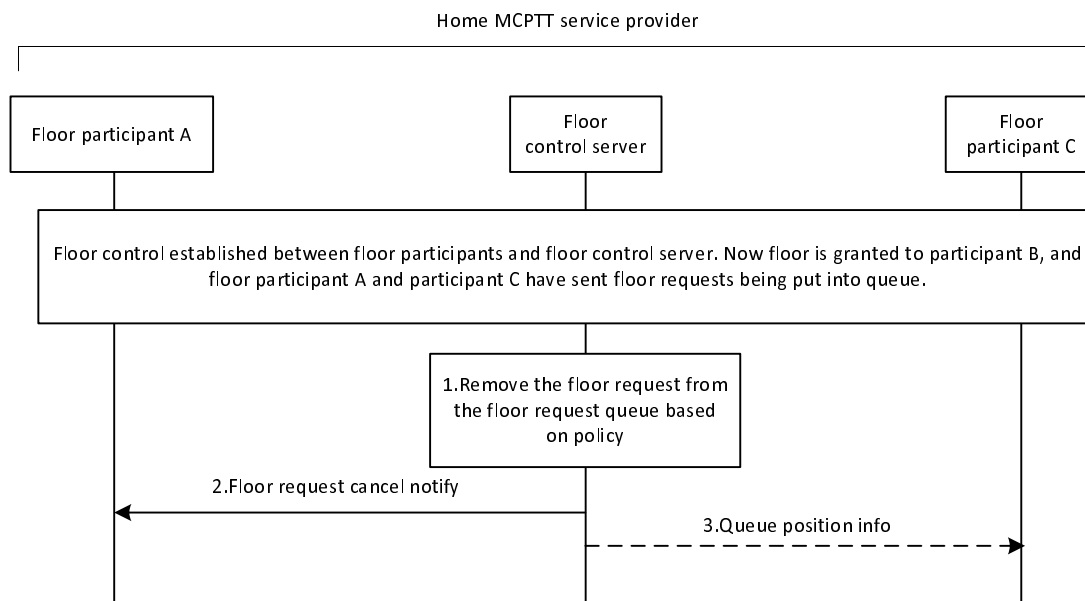 Home MCPTT service provider
Floor participant A
Floor
control server
Floor
participant C
Floor control established between floor participants and floor control server. Now floor is granted to participant B, and
floor participant A and participant C have sent floor requests being put into queue.
1.Remove the floor request from
the floor request queue based
on policy
2.Floor request cancel notify
3.Queue position info